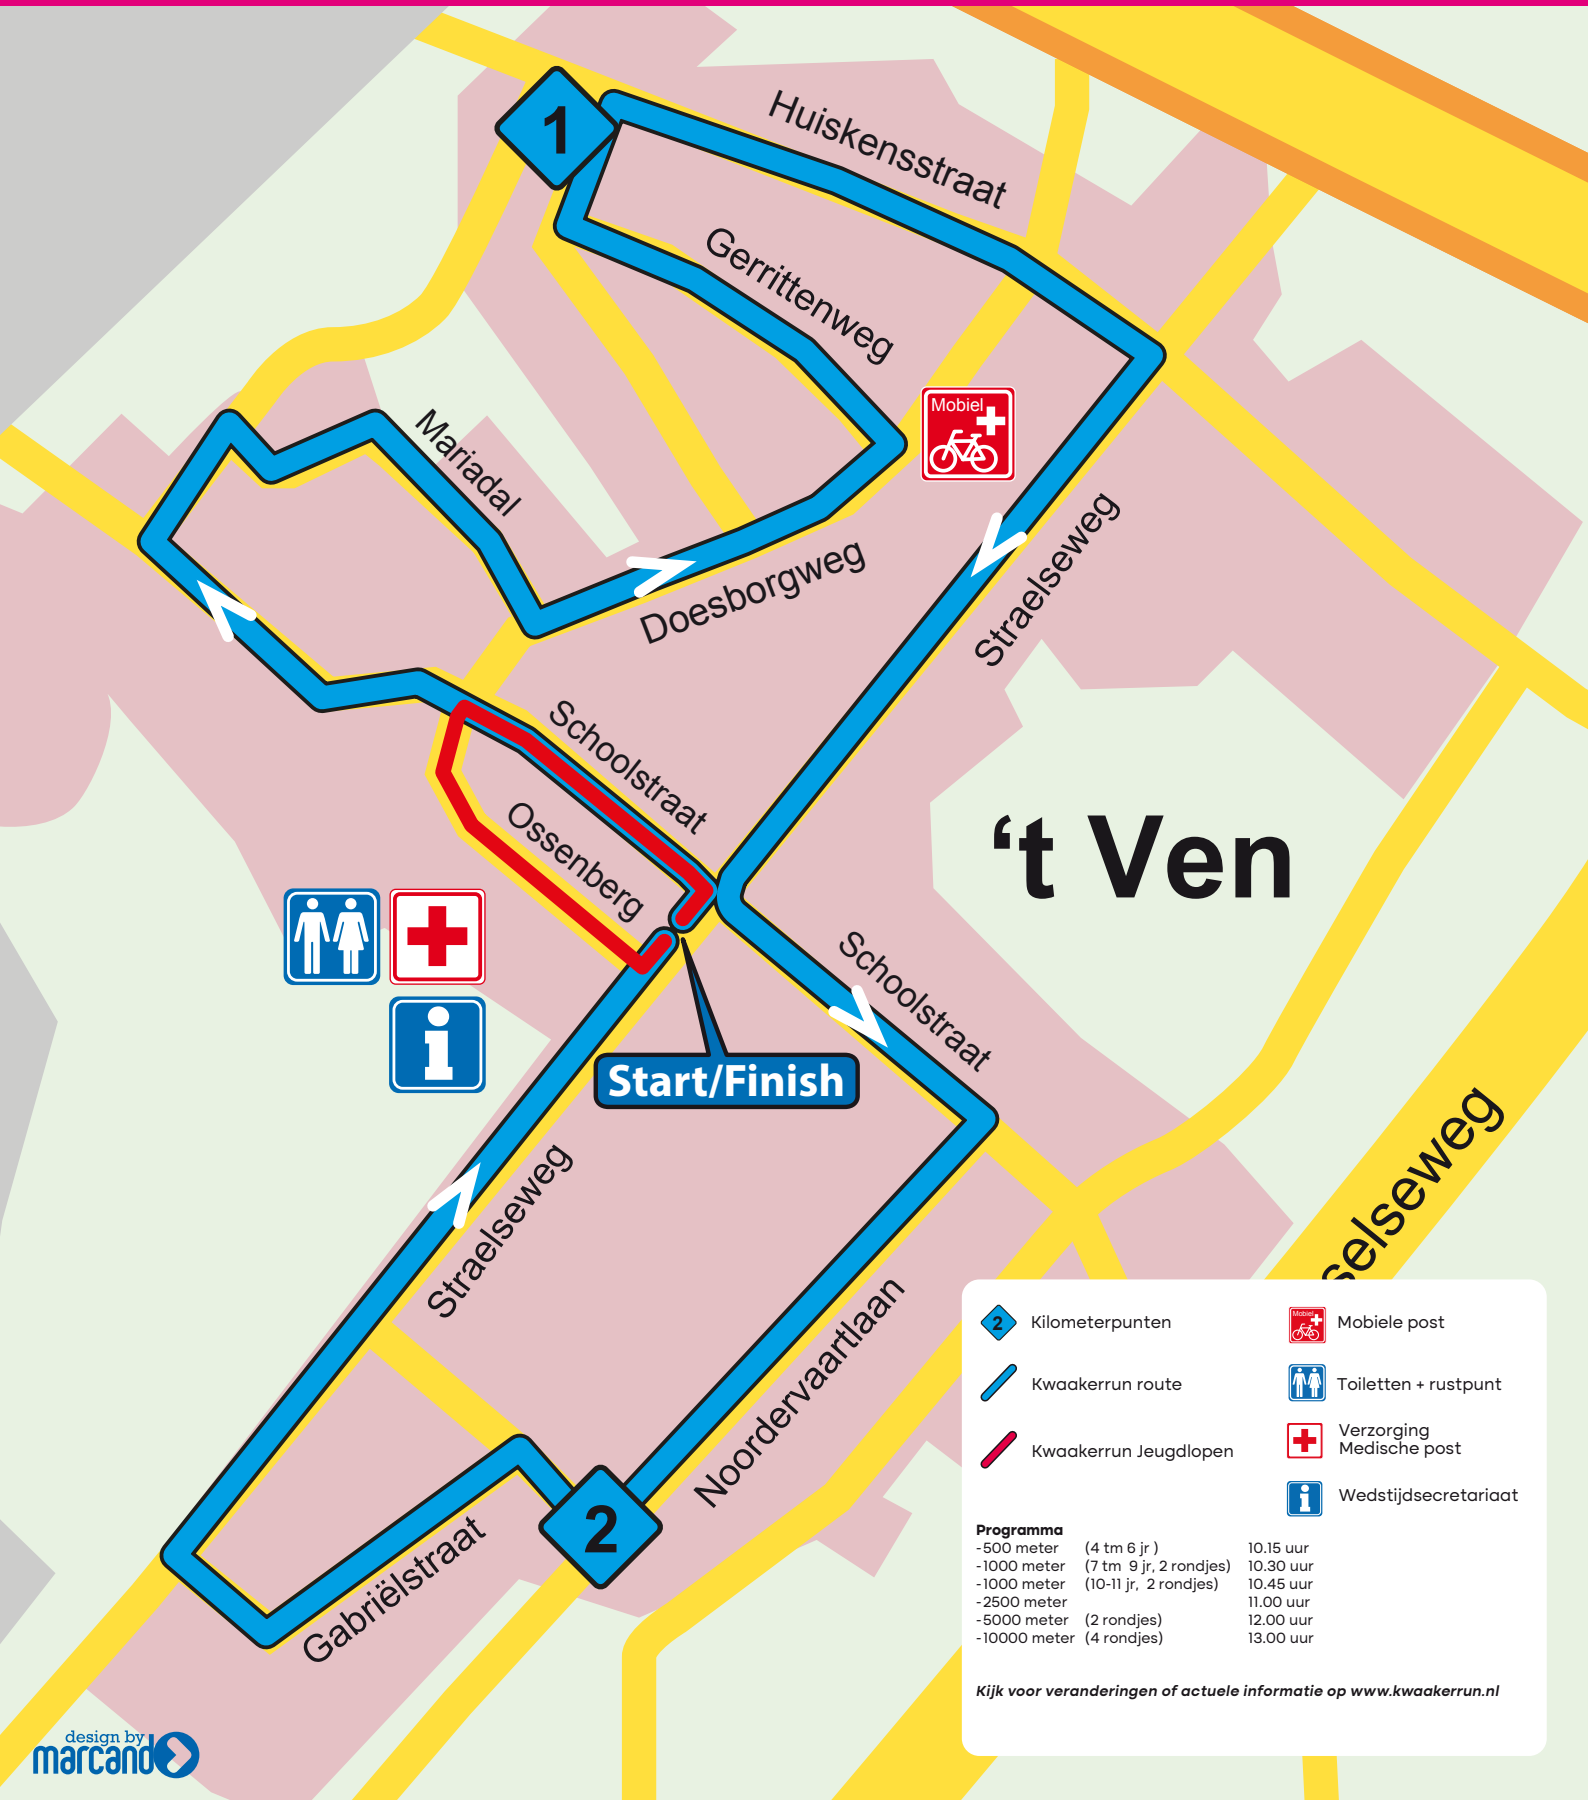 1
Huiskensstraat
Gerrittenweg
Mobiel
Mariadal
Straelseweg
Doesborgweg
Schoolstraat
Ossenberg
't Ven
Schoolstraat
Start/Finish
Straelseweg
selseweg
Noordervaartlaan
2
Gabriëlstraat
2 Kilometerpunten
Kwaakerrun route
Kwaakerrun Jeugdlopen
Mobiel Mobiele post
Toiletten + rustpunt
Verzorging
Medische post
Wedstijdsecretariaat
Programma
-500 meter (4 tm 6 jr ) 10.15 uur
-1000 meter (7 tm 9 jr, 2 rondjes) 10.30 uur
-1000 meter (10-11 jr, 2 rondjes) 10.45 uur
-2500 meter 11.00 uur
-5000 meter (2 rondjes) 12.00 uur
-10000 meter (4 rondjes) 13.00 uur
Kijk voor veranderingen of actuele informatie op www.kwaakerrun.nl
design by
marcando